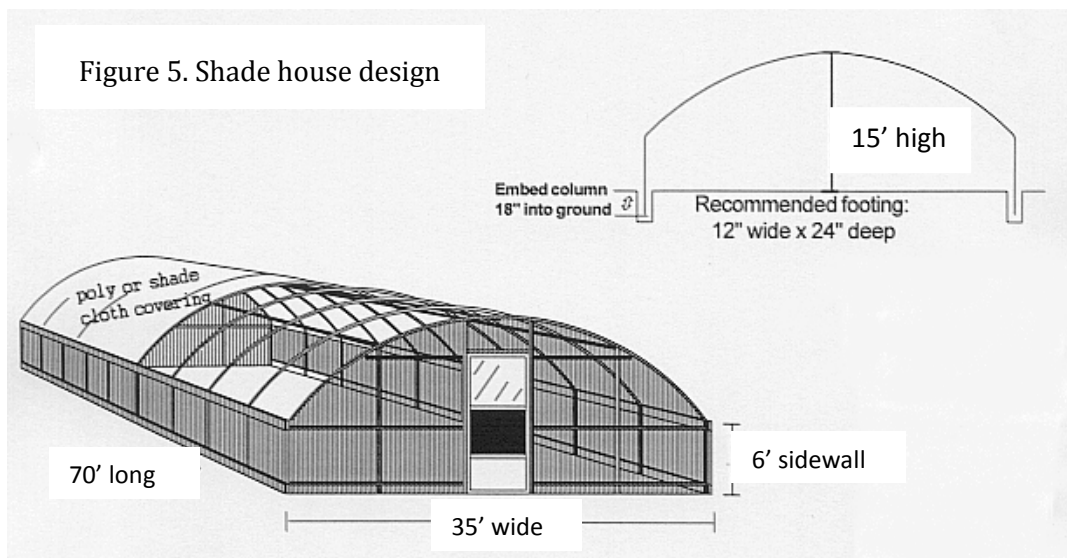 Figure 5. Shade house design
15’ high
Embed column
18" into ground
Recommended footing:
12" wide x 24" deep
poly or shade
cloth covering
70’ long
6’ sidewall
35’ wide